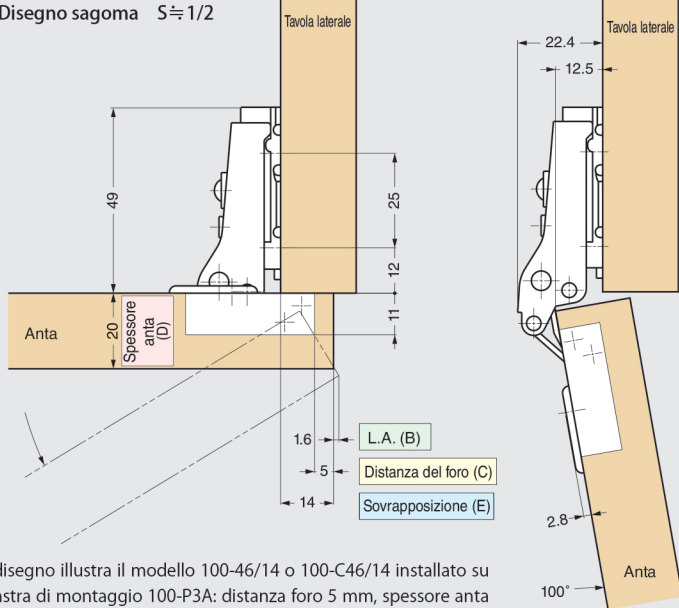 Disegno sagoma S≒1/2
Tavola laterale
Tavola laterale
22.4
12.5
49
25
12
11
Anta
20
Spessore
anta
(D)
1.6
L.A. (B)
5
Distanza del foro (C)
14
Sovrapposizione (E)
2.8
100°
Anta
disegno illustra il modello 100-46/14 o 100-C46/14 installato su
astra di montaggio 100-P3A: distanza foro 5 mm, spessore anta